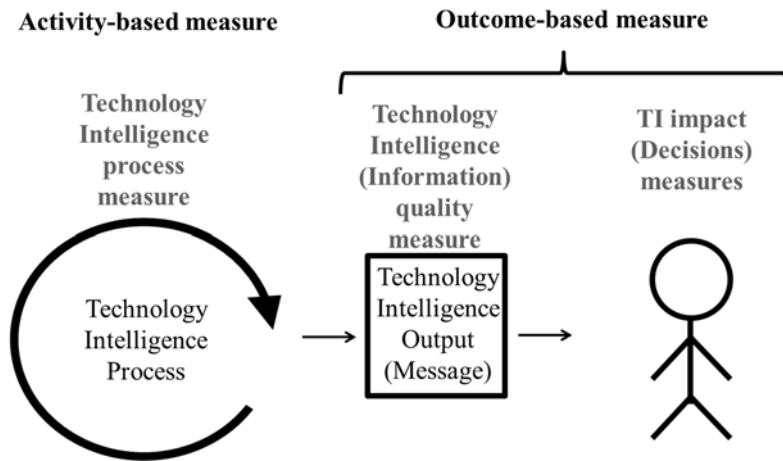 Activity-based measure
Outcome-based measure
Technology
Intelligence
process
measure
Technology
Intelligence
(Information)
quality
measure
TI impact
(Decisions)
measures
Technology
Intelligence
Process
Technology
Intelligence
Output
(Message)